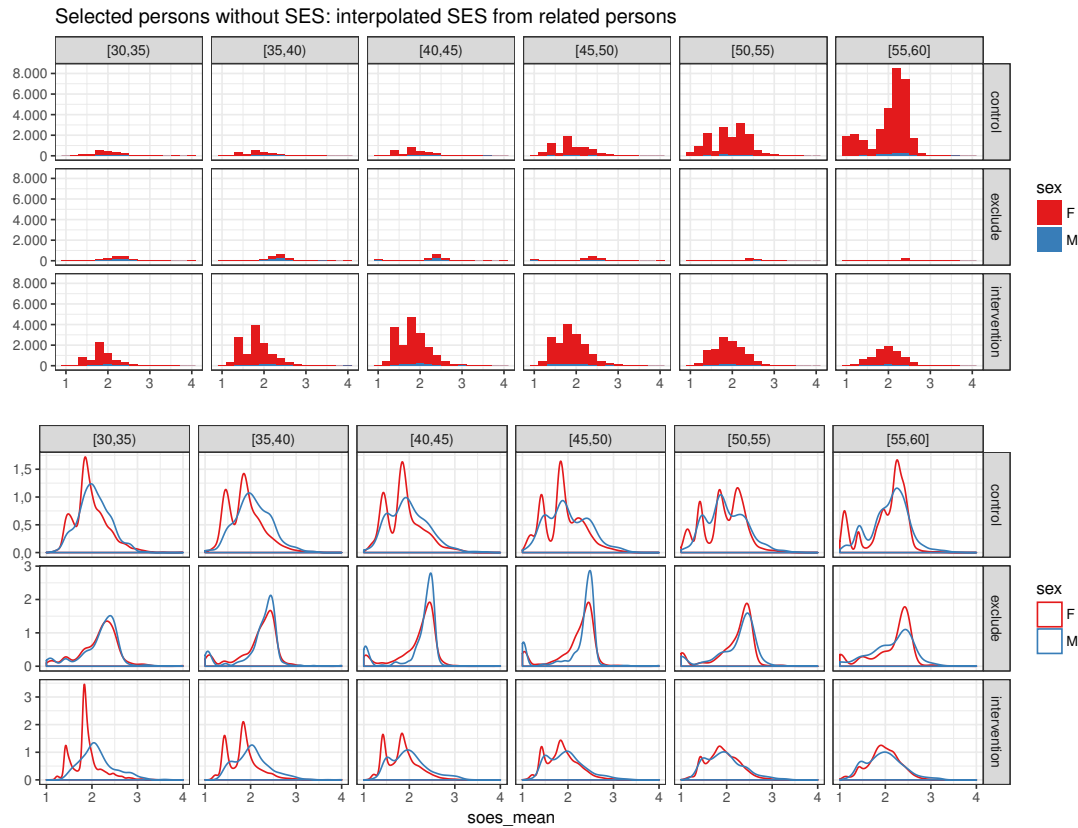 Selected persons without SES: interpolated SES from related persons
[30,35) [35,40) [40,45) [45,50) [50,55) [55,60]
8.000
6.000
4.000
2.000
0
control
8.000
6.000
4.000
2.000
0
exclude
8.000
6.000
4.000
2.000
0
intervention
1 2 3 4 1 2 3 4 1 2 3 4 1 2 3 4 1 2 3 4 1 2 3 4
sex
F
M
[30,35) [35,40) [40,45) [45,50) [50,55) [55,60]
1,5
1,0
0,5
0,0
control
3
2
1
0
exclude
3
2
1
0
intervention
1 2 3 4 1 2 3 4 1 2 3 4 1 2 3 4 1 2 3 4 1 2 3 4
soes_mean
sex
F
M